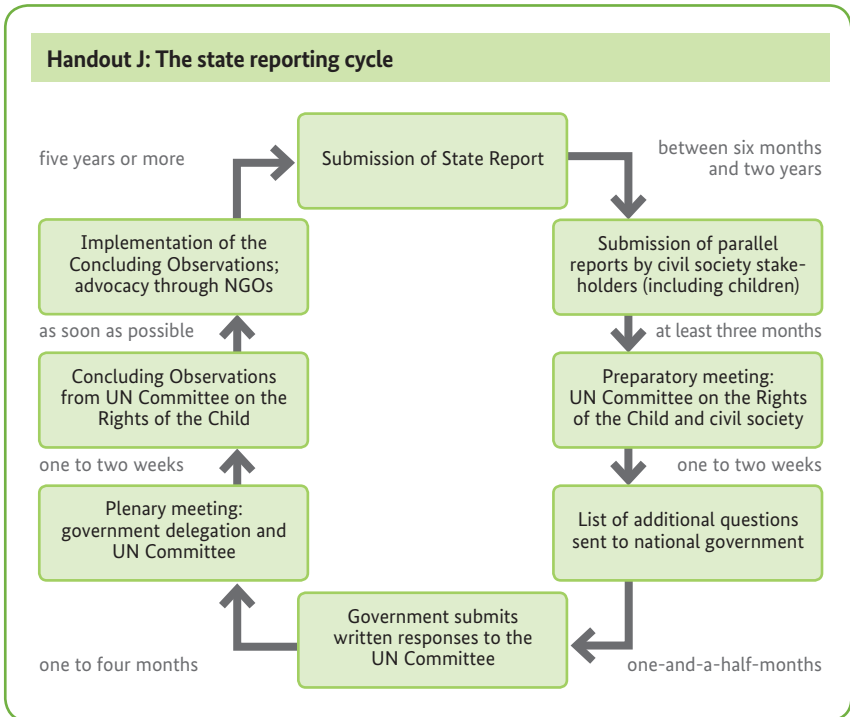 Handout J: The state reporting cycle
Submission of State Report
between six months
and two years
Submission of parallel
reports by civil society stake-
holders (including children)
at least three months
Preparatory meeting:
UN Committee on the Rights
of the Child and civil society
one to two weeks
List of additional questions
sent to national government
one-and-a-half-months
Government submits
written responses to the
UN Committee
one to four months
Plenary meeting:
government delegation and
UN Committee
one to two weeks
Concluding Observations
from UN Committee on the
Rights of the Child
as soon as possible
Implementation of the
Concluding Observations;
advocacy through NGOs
five years or more